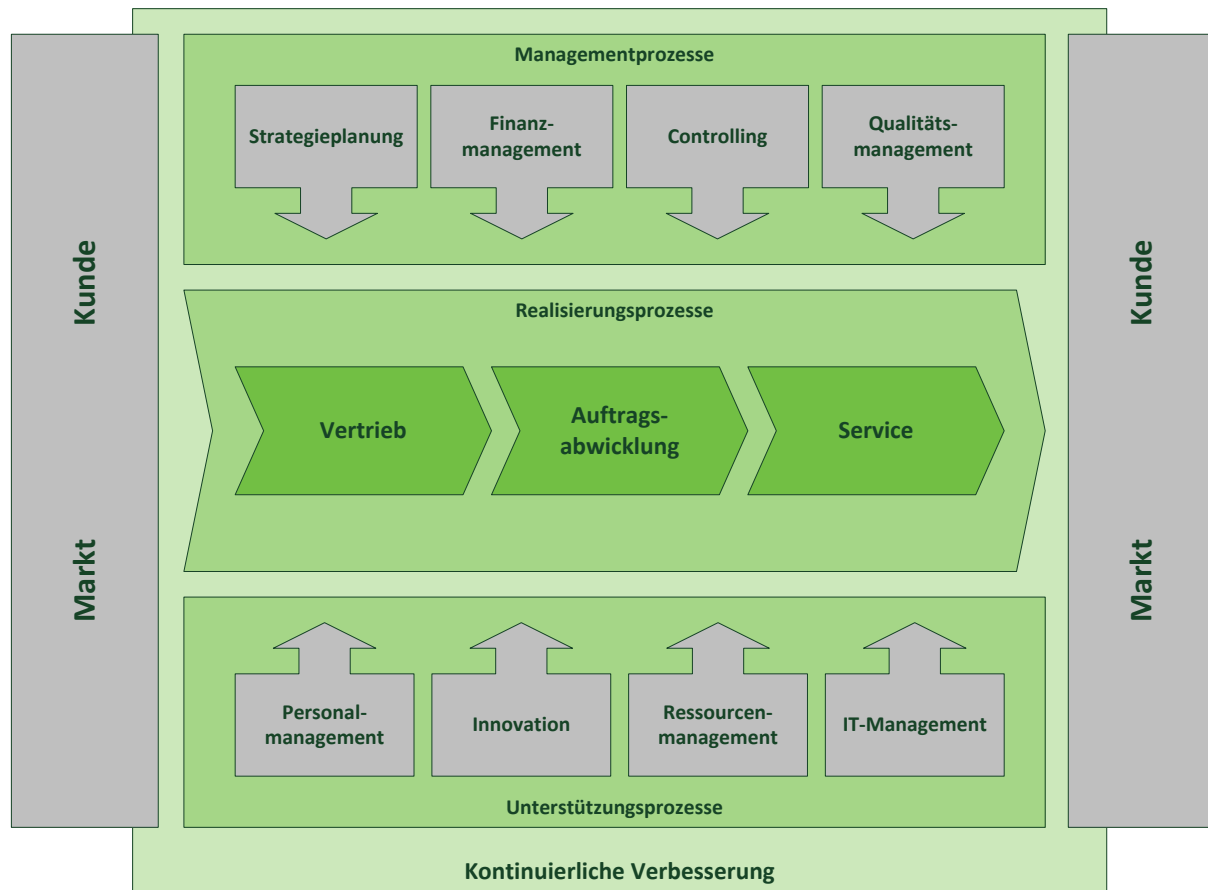 Managementprozesse
Strategieplanung
Finanz-
management
Controlling
Qualitäts-
management
Kunde
Markt
Realisierungsprozesse
Vertrieb
Auftrags-
abwicklung
Service
Kunde
Markt
Personal-
management
Innovation
Ressourcen-
management
IT-Management
Unterstützungsprozesse
Kontinuierliche Verbesserung